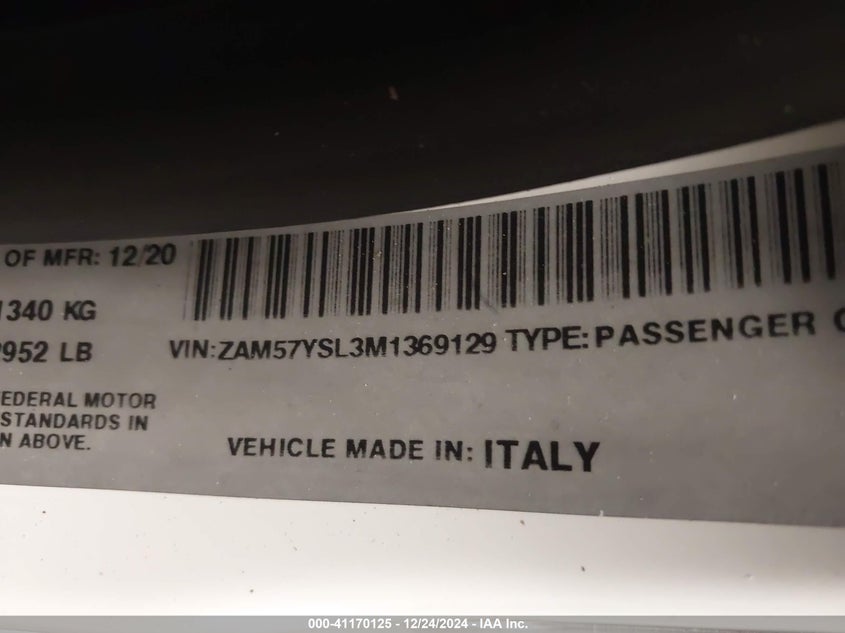 OF MFR: 12/20
1340 KG
2952 LB
VIN:ZAM57YSL3M1369129 TYPE:PASSENGER
EDERAL MOTOR
STANDARDS IN
N ABOVE.
VEHICLE MADE IN: ITALY
000-41170125 - 12/24/2024 - IAA Inc.